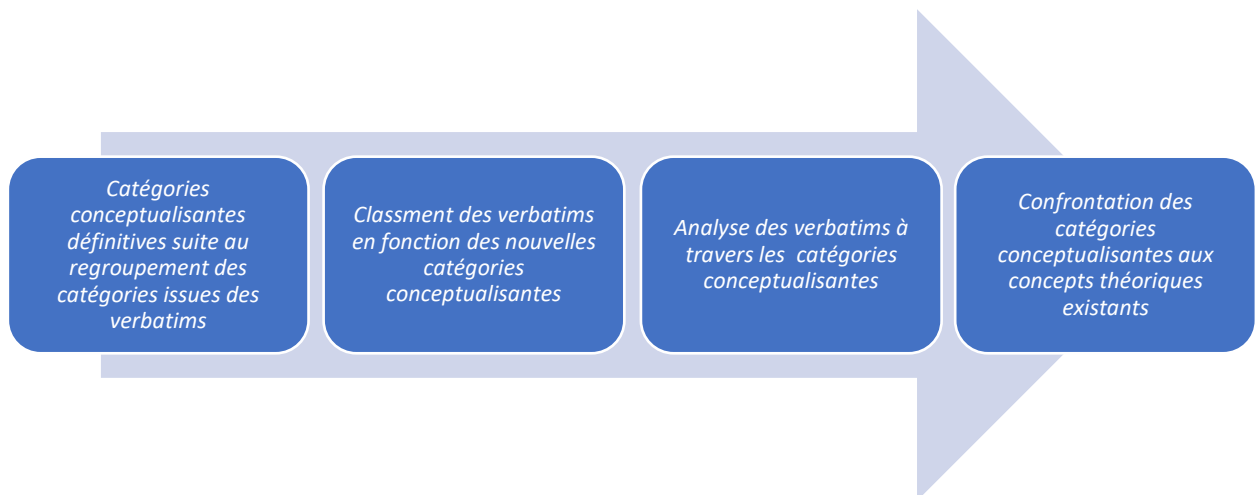 Catégories
conceptualisantes
définitives suite au
regroupement des
catégories issues des
verbatims
Classment des verbatims
en fonction des nouvelles
catégories
conceptualisantes
Analyse des verbatims à
travers les catégories
conceptualisantes
Confrontation des
catégories
conceptualisantes aux
concepts théoriques
existants